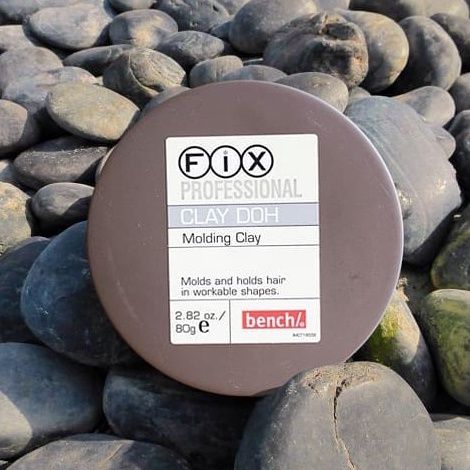 FiX
PROFESSIONAL
CLAY DOH
Molding Clay
Molds and holds hair
in workable shapes.
2.82 oz./
80g e
bench/.